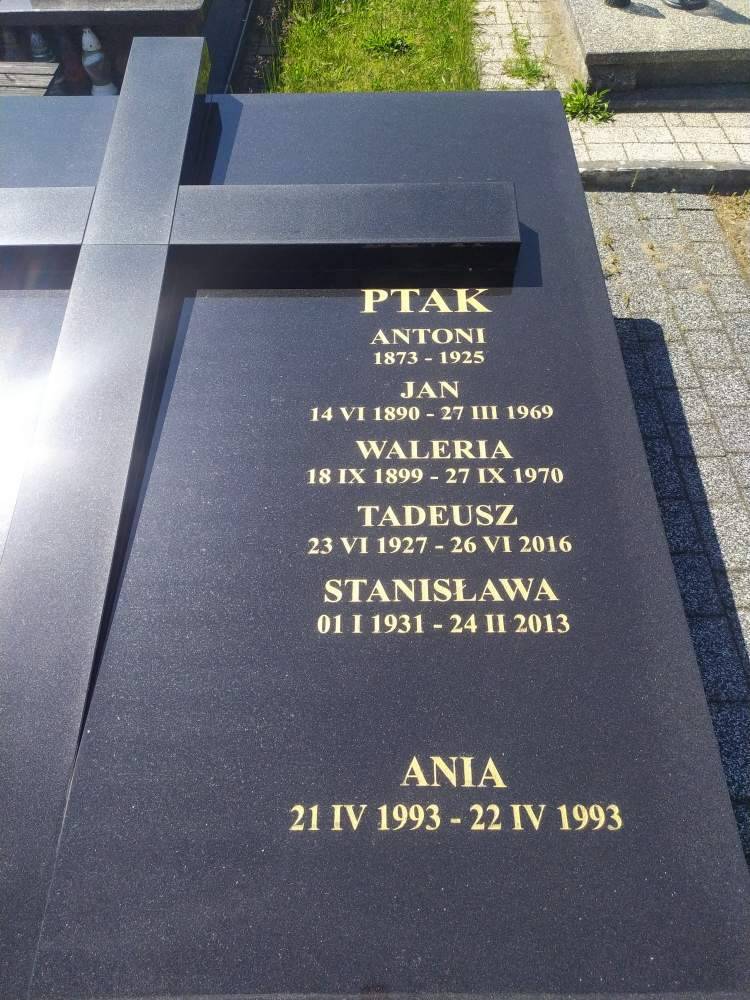 PTAK
ANTONI
1873 - 1925
JAN
14 VI 1890 - 27 III 1969
WALERIA
18 IX 1899 - 27 IX 1970
TADEUSZ
23 VI 1927 - 26 VI 2016
STANISŁAWA
01 I 1931 - 24 II 2013
ANIA
21 IV 1993 - 22 IV 1993